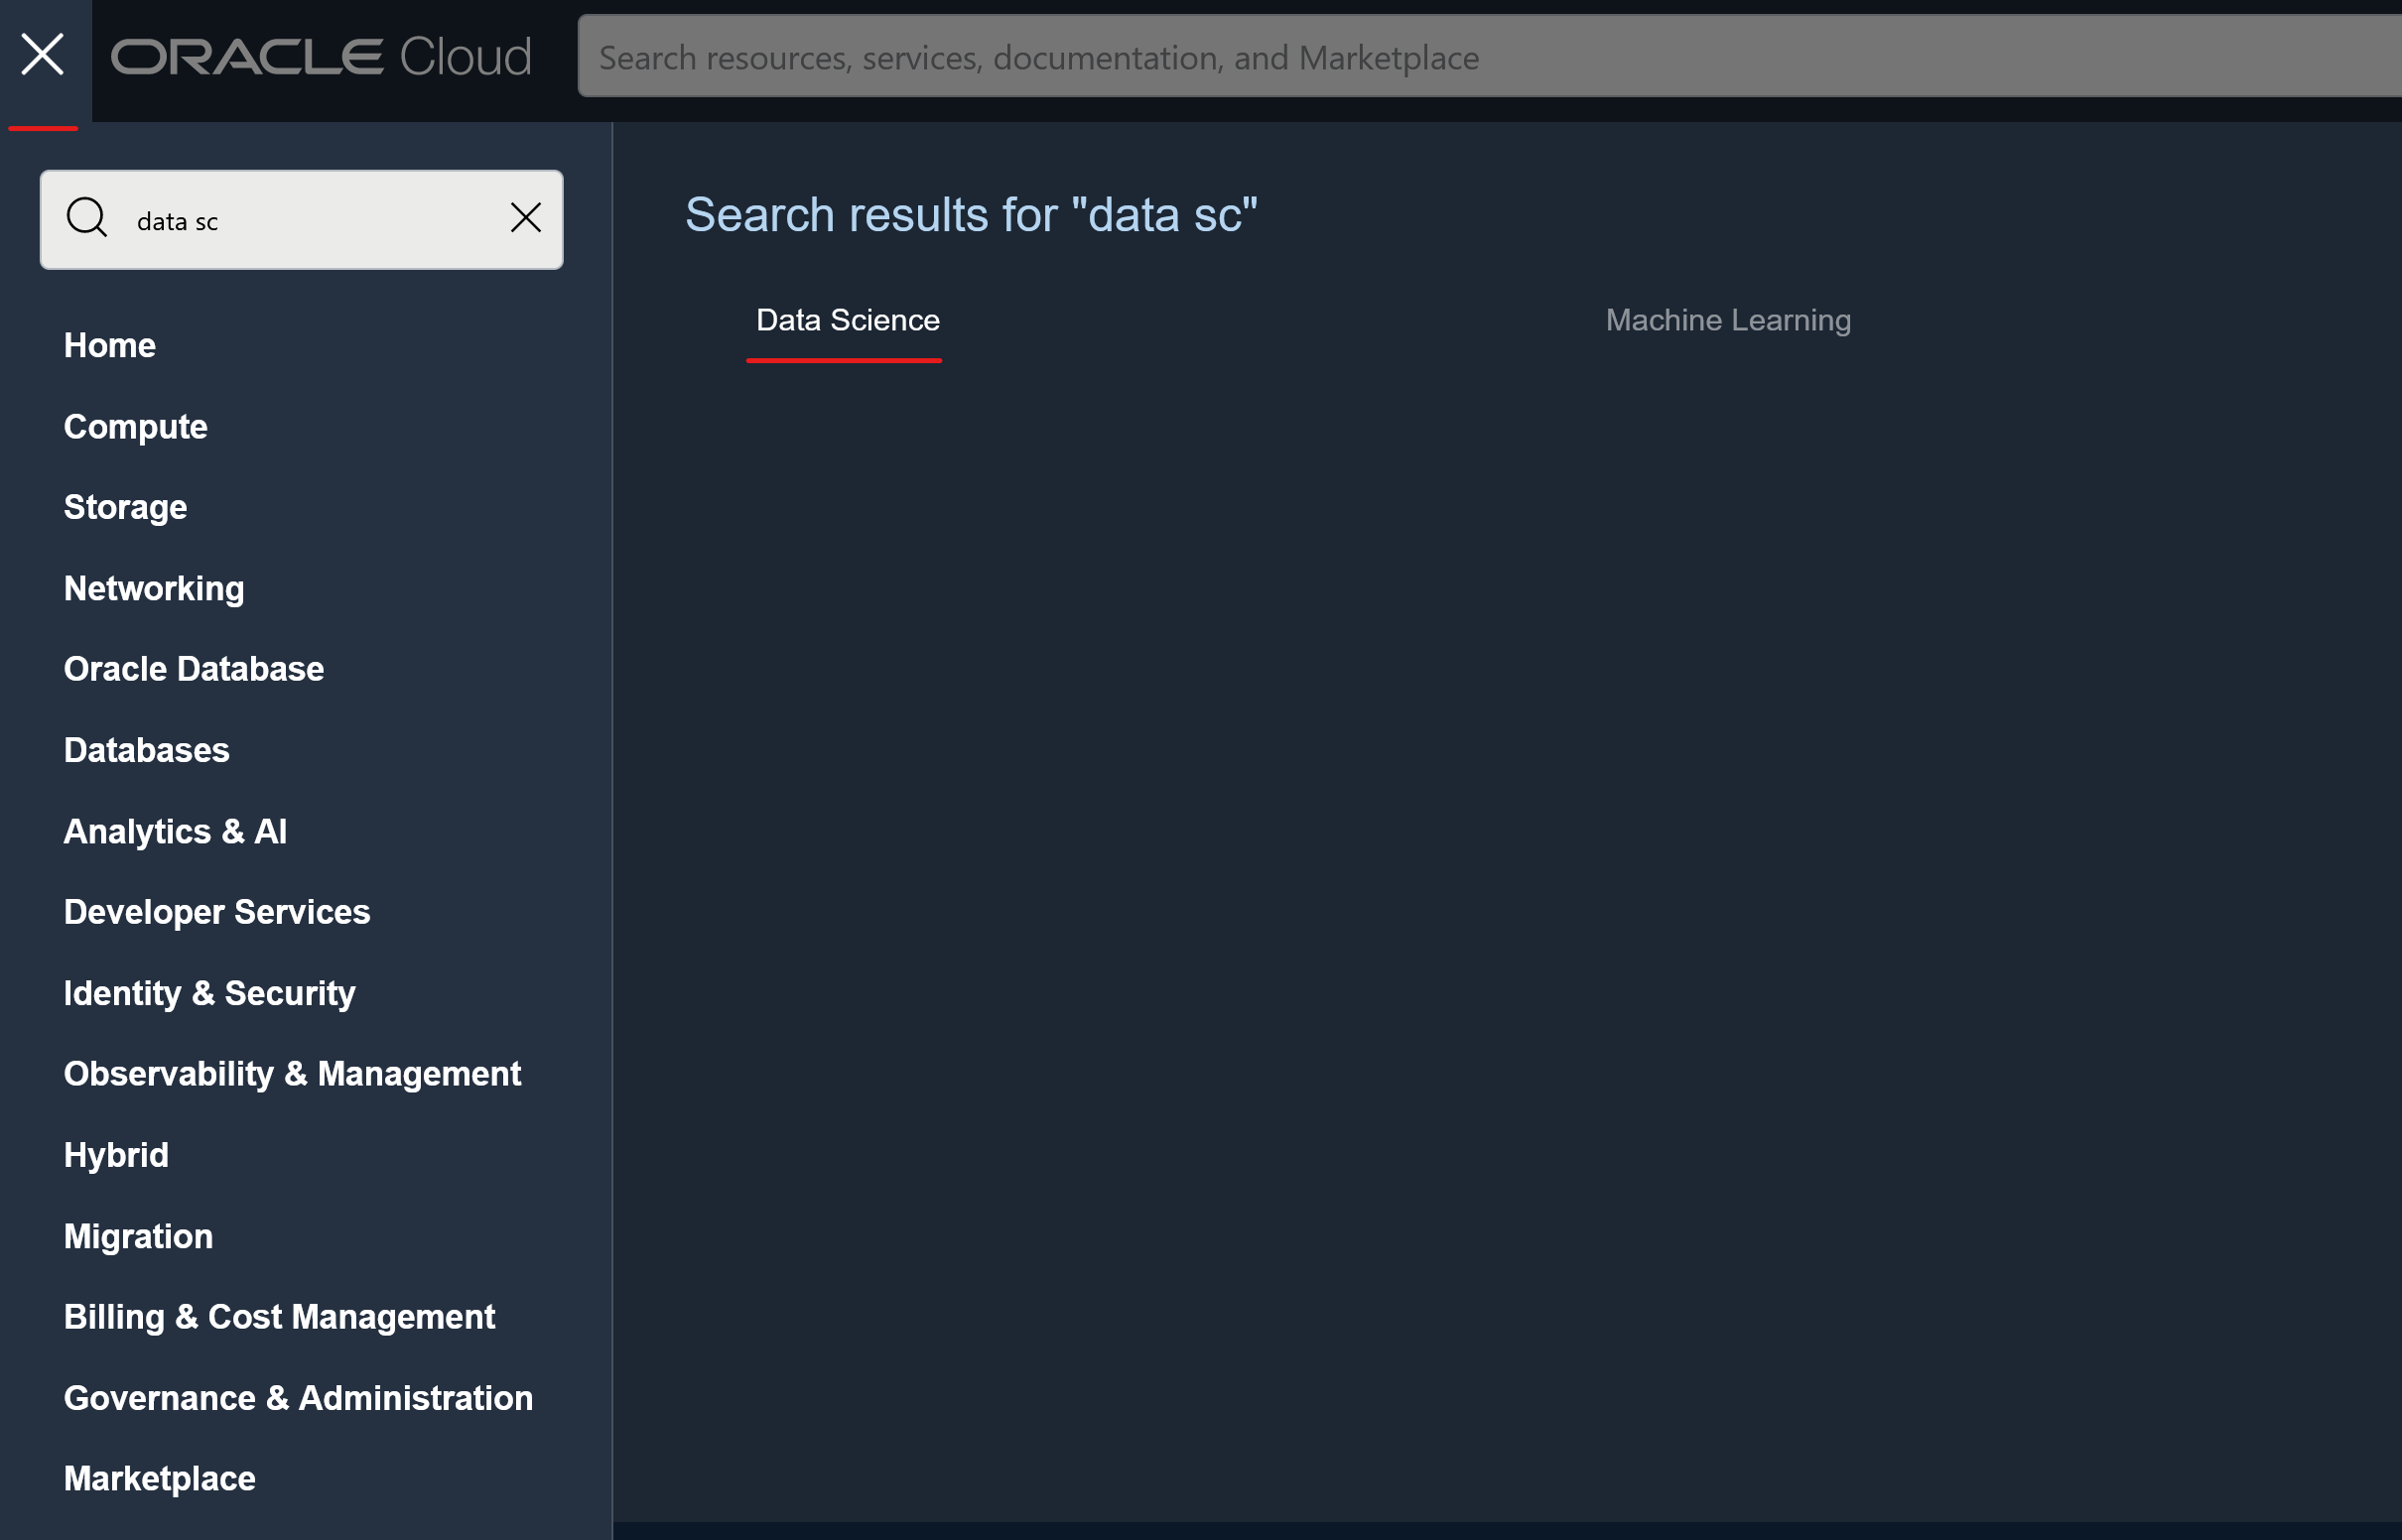 ORACLE Cloud
Search resources, services, documentation, and Marketplace
data sc
Home
Compute
Storage
Networking
Oracle Database
Databases
Analytics & AI
Developer Services
Identity & Security
Observability & Management
Hybrid
Migration
Billing & Cost Management
Governance & Administration
Marketplace
Search results for "data sc"
Data Science
Machine Learning